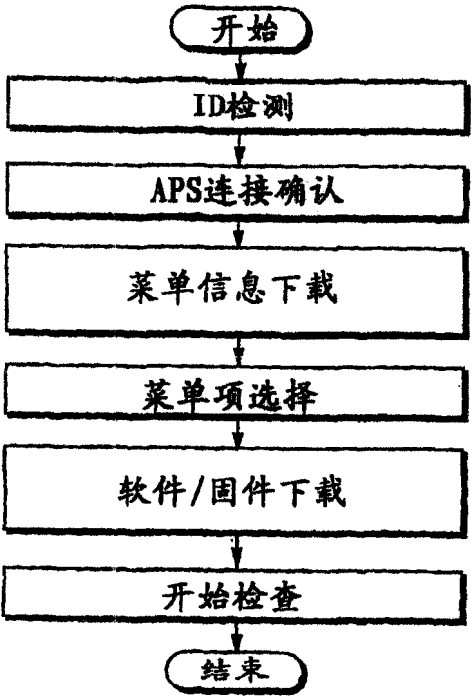 开始
ID检测
APS连接确认
菜单信息下载
菜单项选择
软件/固件下载
开始检查
结束